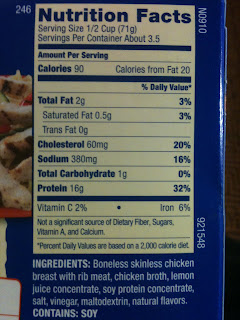 246
Nutrition Facts
Serving Size 1/2 Cup (71g)
Servings Per Container About 3.5
Amount Per Serving
Calories 90 Calories from Fat 20
% Daily Value*
Total Fat 2g 3%
Saturated Fat 0.5g 3%
Trans Fat 0g
Cholesterol 60mg 20%
Sodium 380mg 16%
Total Carbohydrate 1g 0%
Protein 16g 32%
Vitamin C 2% • Iron 6%
Not a significant source of Dietary Fiber, Sugars,
Vitamin A, and Calcium.
*Percent Daily Values are based on a 2,000 calorie diet.
INGREDIENTS: Boneless skinless chicken
breast with rib meat, chicken broth, lemon
juice concentrate, soy protein concentrate,
salt, vinegar, maltodextrin, natural flavors.
CONTAINS: SOY
N0910
921548